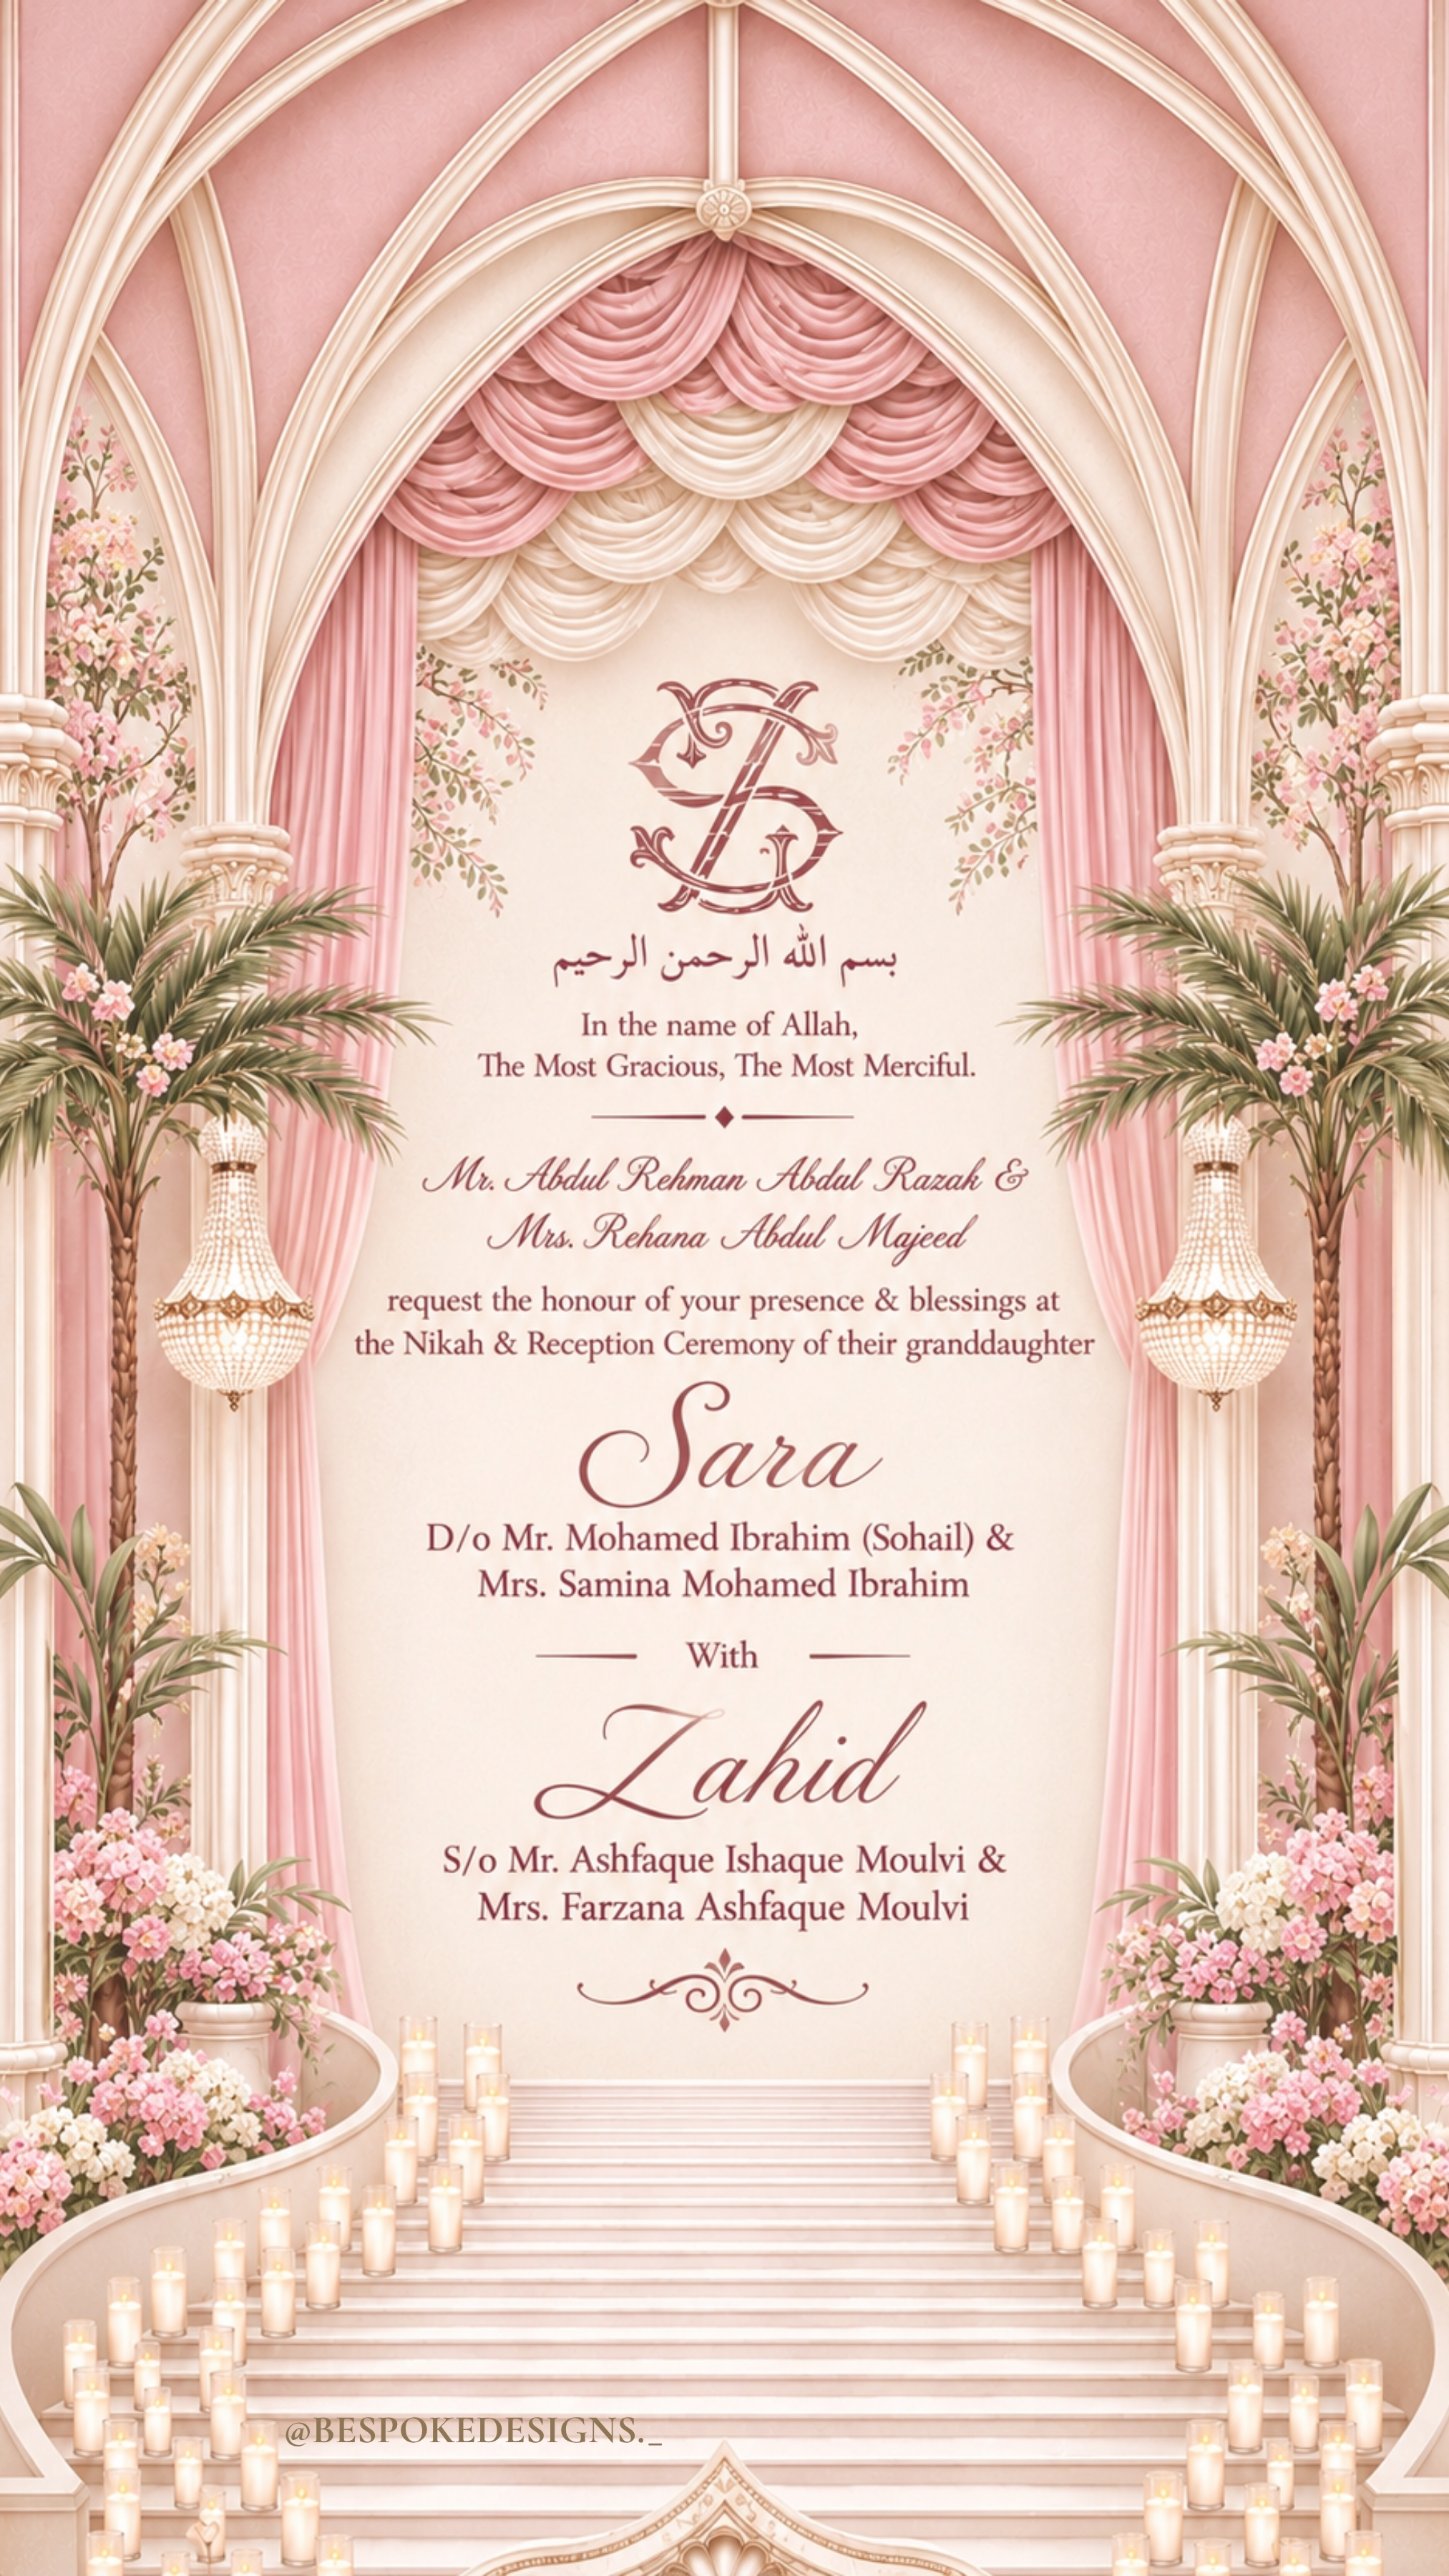 SZ
بسم الله الرحمن الرحيم
In the name of Allah,
The Most Gracious, The Most Merciful.
Mr. Abdul Rehman Abdul Razak &
Mrs. Rehana Abdul Majeed
request the honour of your presence & blessings at
the Nikah & Reception Ceremony of their granddaughter
Sara
D/o Mr. Mohamed Ibrahim (Sohail) &
Mrs. Samina Mohamed Ibrahim
With
Zahid
S/o Mr. Ashfaque Ishaque Moulvi &
Mrs. Farzana Ashfaque Moulvi
@BESPOKEDESIGNS._